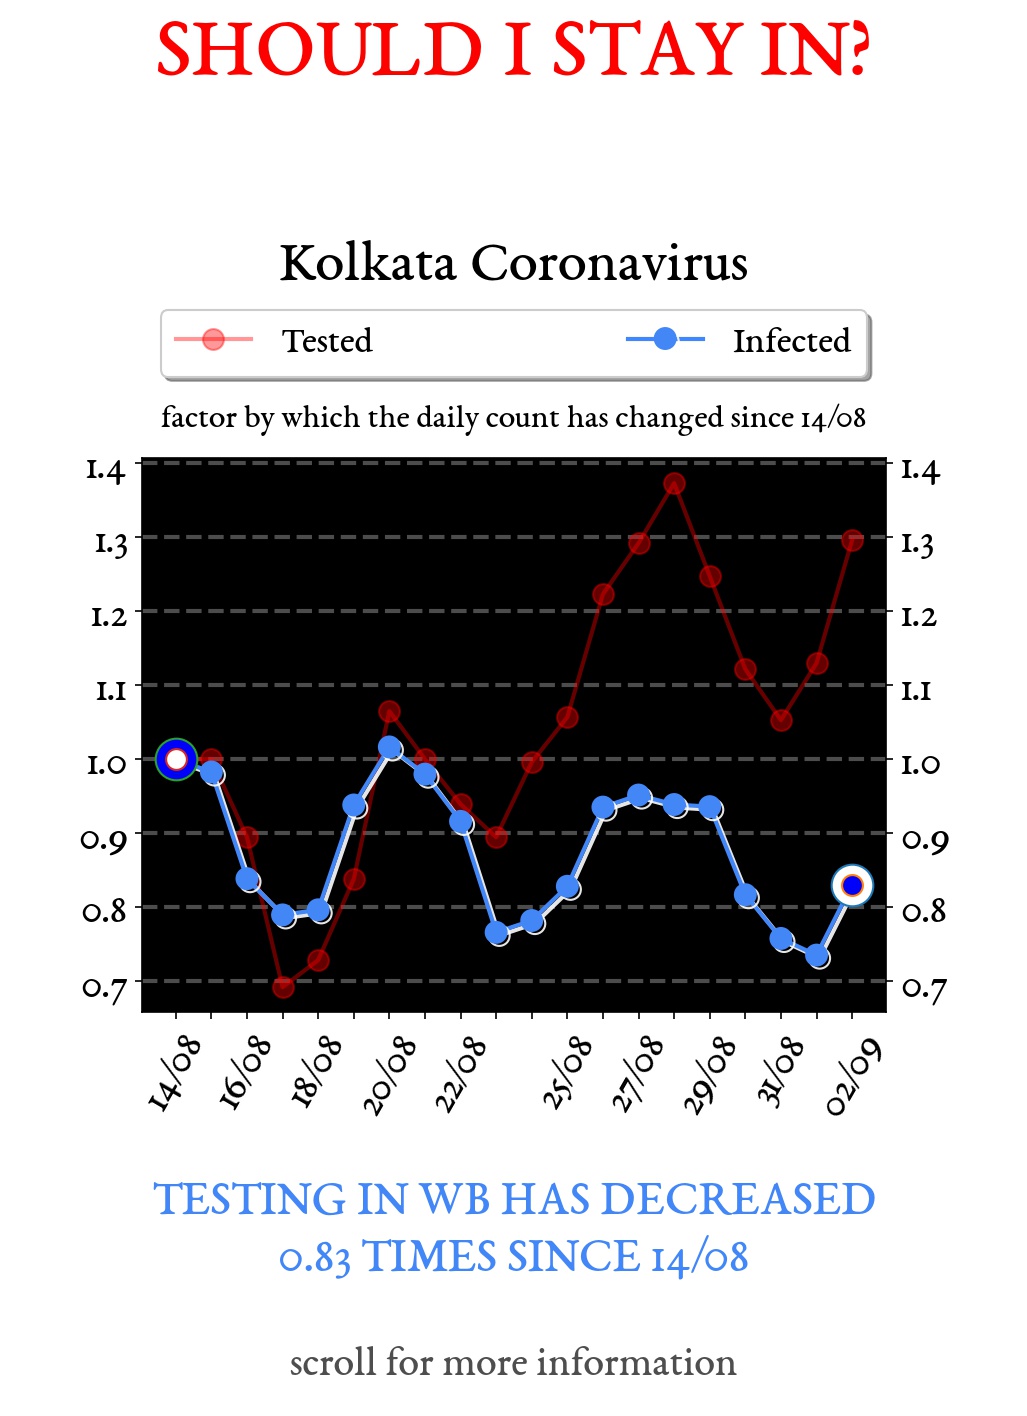 SHOULD I STAY IN?
Kolkata Coronavirus
Tested Infected
factor by which the daily count has changed since 14/08
1.4 1.4
1.3 1.3
1.2 1.2
1.1 1.1
1.0 1.0
0.9 0.9
0.8 0.8
0.7 0.7
14/08 16/08 18/08 20/08 22/08 25/08 27/08 29/08 31/08 02/09
TESTING IN WB HAS DECREASED
0.83 TIMES SINCE 14/08
scroll for more information